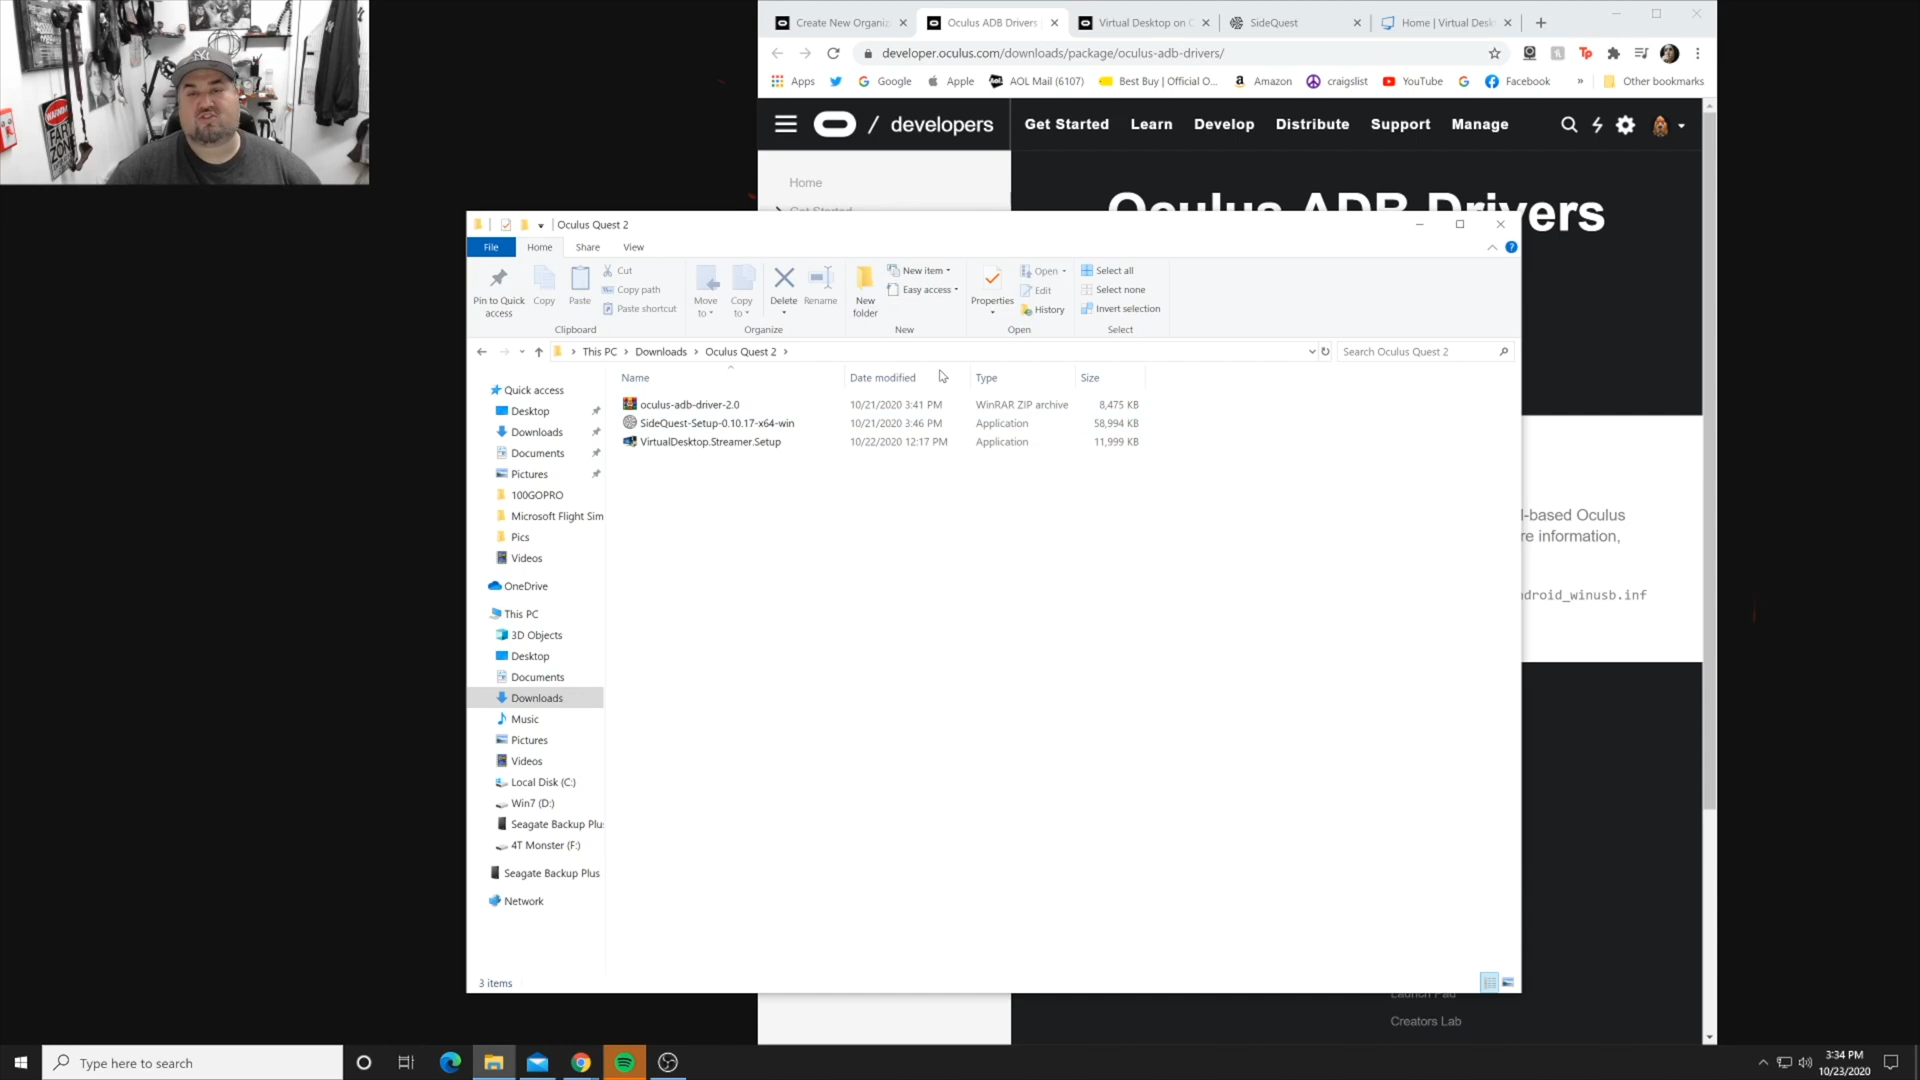 Create New Organiz
Oculus ADB Drivers
Virtual Desktop on
SideQuest
Home | Virtual Desk
developer.oculus.com/downloads/package/oculus-adb-drivers/
Apps
Google
Apple
AOL Mail (6107)
Best Buy | Official O...
Amazon
craigslist
YouTube
Facebook
»
Other bookmarks
/ developers
Get Started
Learn
Develop
Distribute
Support
Manage
Home
Get Started
Oculus ADB Drivers
WARNING
FART
ZONE
Oculus Quest 2
File
Home
Share
View
Pin to Quick
access
Copy
Paste
Cut
Copy path
Paste shortcut
Clipboard
Move
to
Copy
to
Delete
Rename
Organize
New
folder
New item
Easy access
New
Properties
Open
Edit
History
Open
Select all
Select none
Invert selection
Select
This PC > Downloads > Oculus Quest 2 >
Search Oculus Quest 2
Name
Date modified
Type
Size
oculus-adb-driver-2.0 10/21/2020 3:41 PM WinRAR ZIP archive 8,475 KB
SideQuest-Setup-0.10.17-x64-win 10/21/2020 3:46 PM Application 58,994 KB
VirtualDesktop.Streamer.Setup 10/22/2020 12:17 PM Application 11,999 KB
Quick access
Desktop
Downloads
Documents
Pictures
100GOPRO
Microsoft Flight Sim
Pics
Videos
OneDrive
This PC
3D Objects
Desktop
Documents
Downloads
Music
Pictures
Videos
Local Disk (C:)
Win7 (D:)
Seagate Backup Plus
4T Monster (F:)
Seagate Backup Plus
Network
3 items
l-based Oculus
re information,
ndroid_winusb.inf
Launch Pad
Creators Lab
Type here to search
3:34 PM
10/23/2020